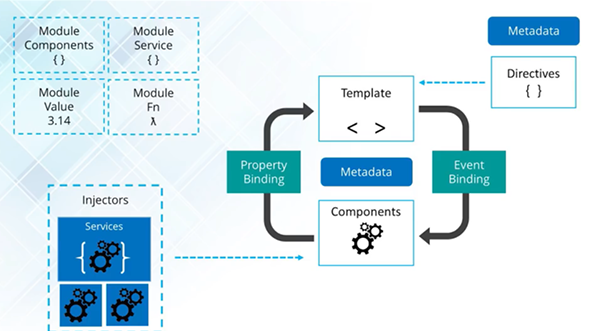 Module
Components
{ }
Module
Service
{ }
Module
Value
3.14
Module
Fn
λ
Metadata
Directives
{ }
Template
< >
Property
Binding
Metadata
Event
Binding
Components
Injectors
Services
{ }